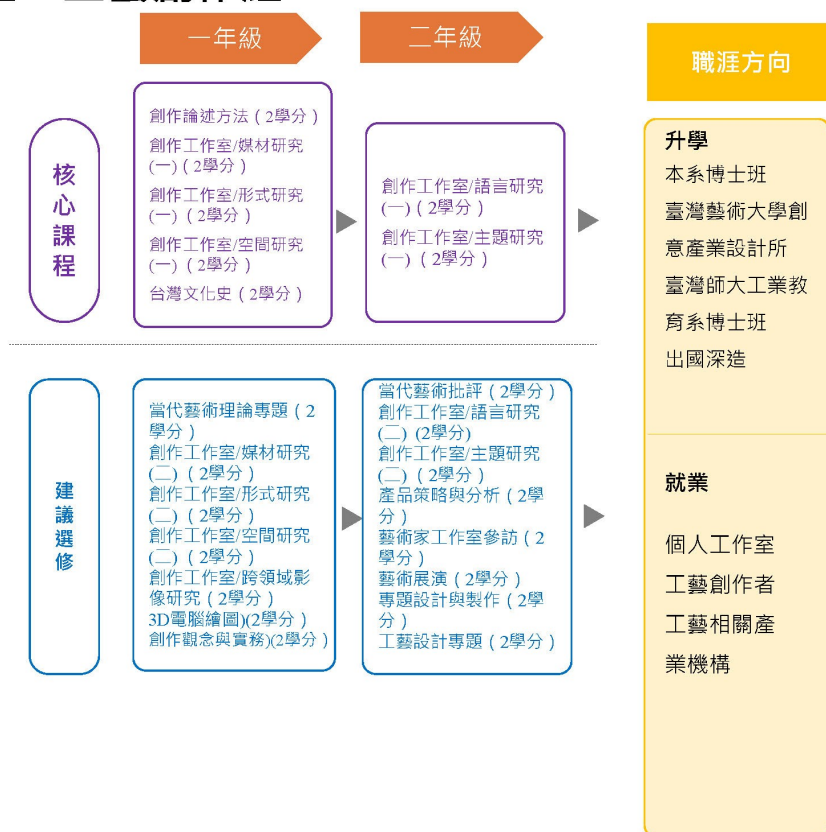 一年級
二年級
職涯方向
核心課程
創作論述方法(2學分)
創作工作室/媒材研究
(一)(2學分)
創作工作室/形式研究
(一)(2學分)
創作工作室/空間研究
(一)(2學分)
台灣文化史(2學分)
創作工作室/語言研究
(一)(2學分)
創作工作室/主題研究
(一)(2學分)
升學
本系博士班
臺灣藝術大學創
意產業設計所
臺灣師大工業教
育系博士班
出國深造
建議選修
當代藝術理論專題(2
學分)
創作工作室/媒材研究
(二)(2學分)
創作工作室/形式研究
(二)(2學分)
創作工作室/空間研究
(二)(2學分)
創作工作室/跨領域影
像研究(2學分)
3D電腦繪圖)(2學分)
創作觀念與實務)(2學分)
當代藝術批評(2學分)
創作工作室/語言研究
(二) (2學分)
創作工作室/主題研究
(二)(2學分)
產品策略與分析(2學
分)
藝術家工作室參訪(2
學分)
藝術展演(2學分)
專題設計與製作(2學
分)
工藝設計專題(2學分)
就業
個人工作室
工藝創作者
工藝相關產
業機構